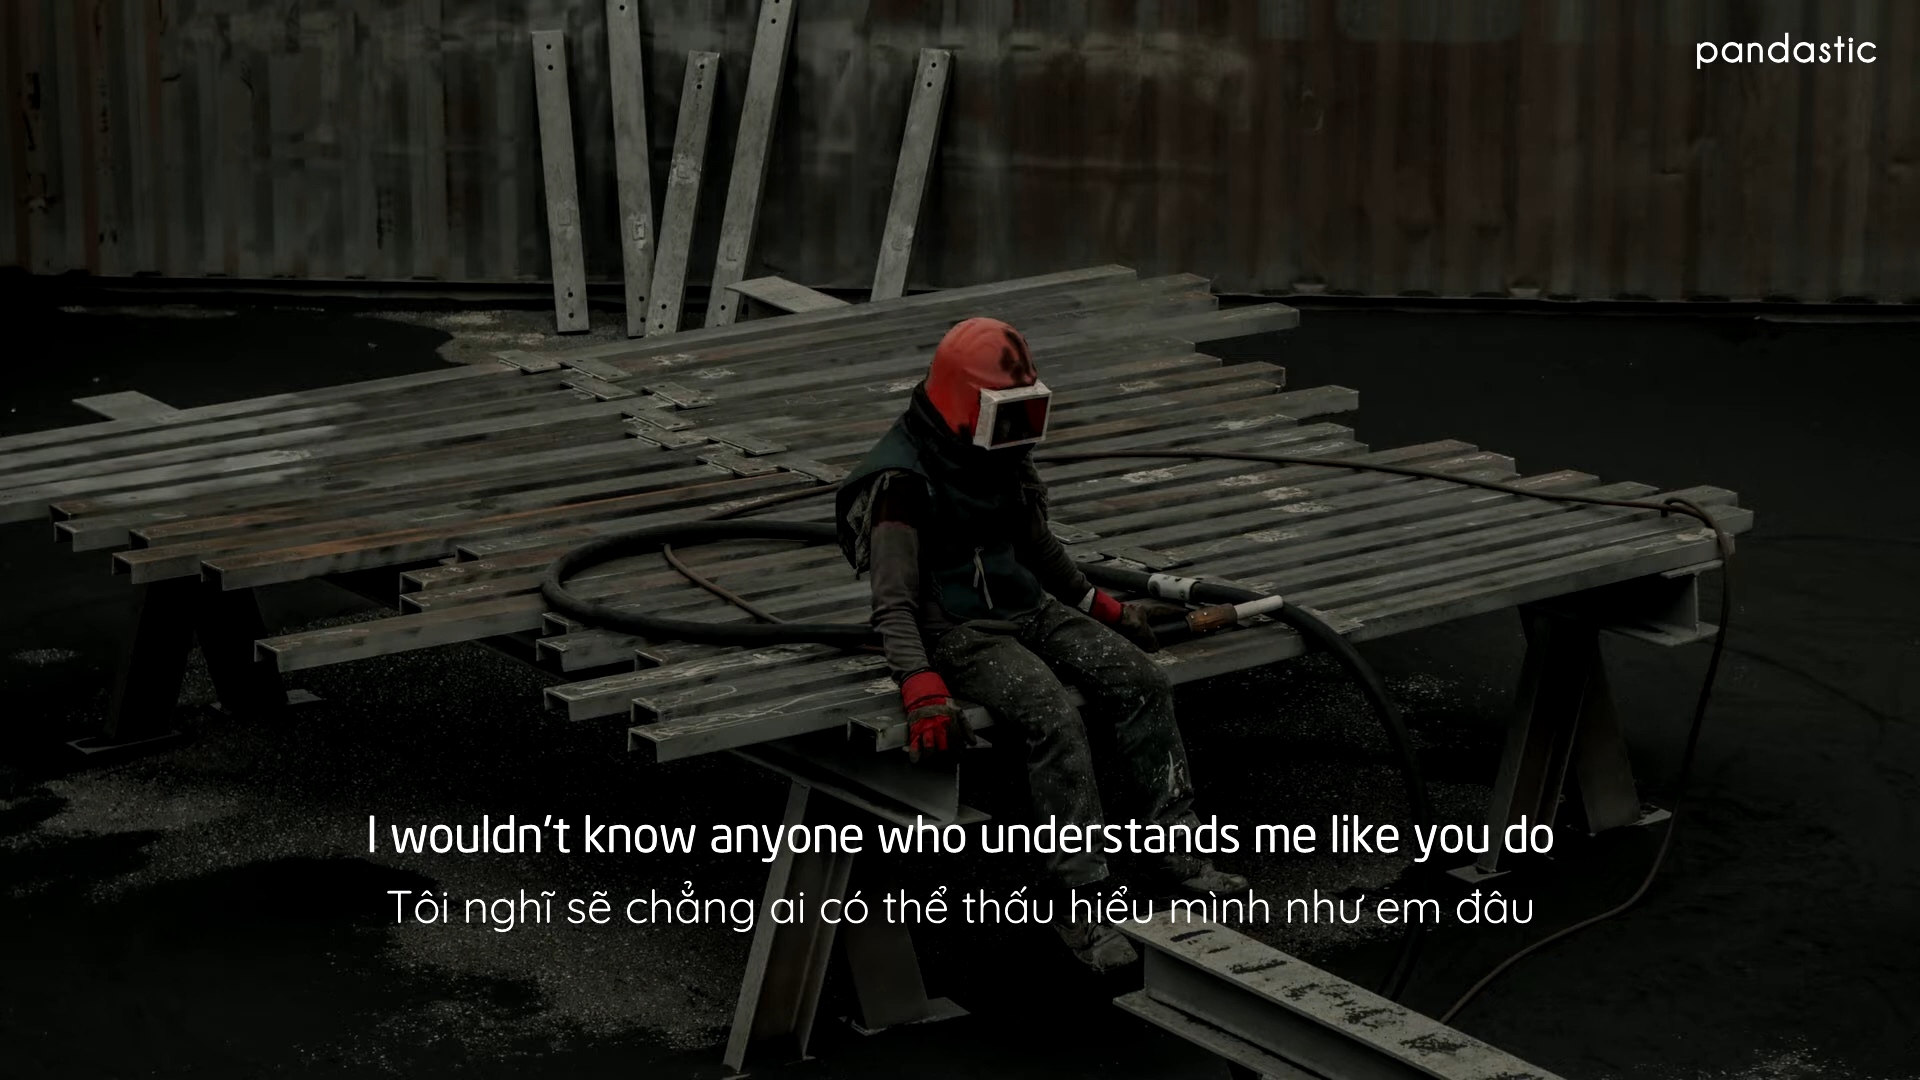 pandastic
I wouldn't know anyone who understands me like you do
Tôi nghĩ sẽ chẳng ai có thể thấu hiểu mình như em đâu